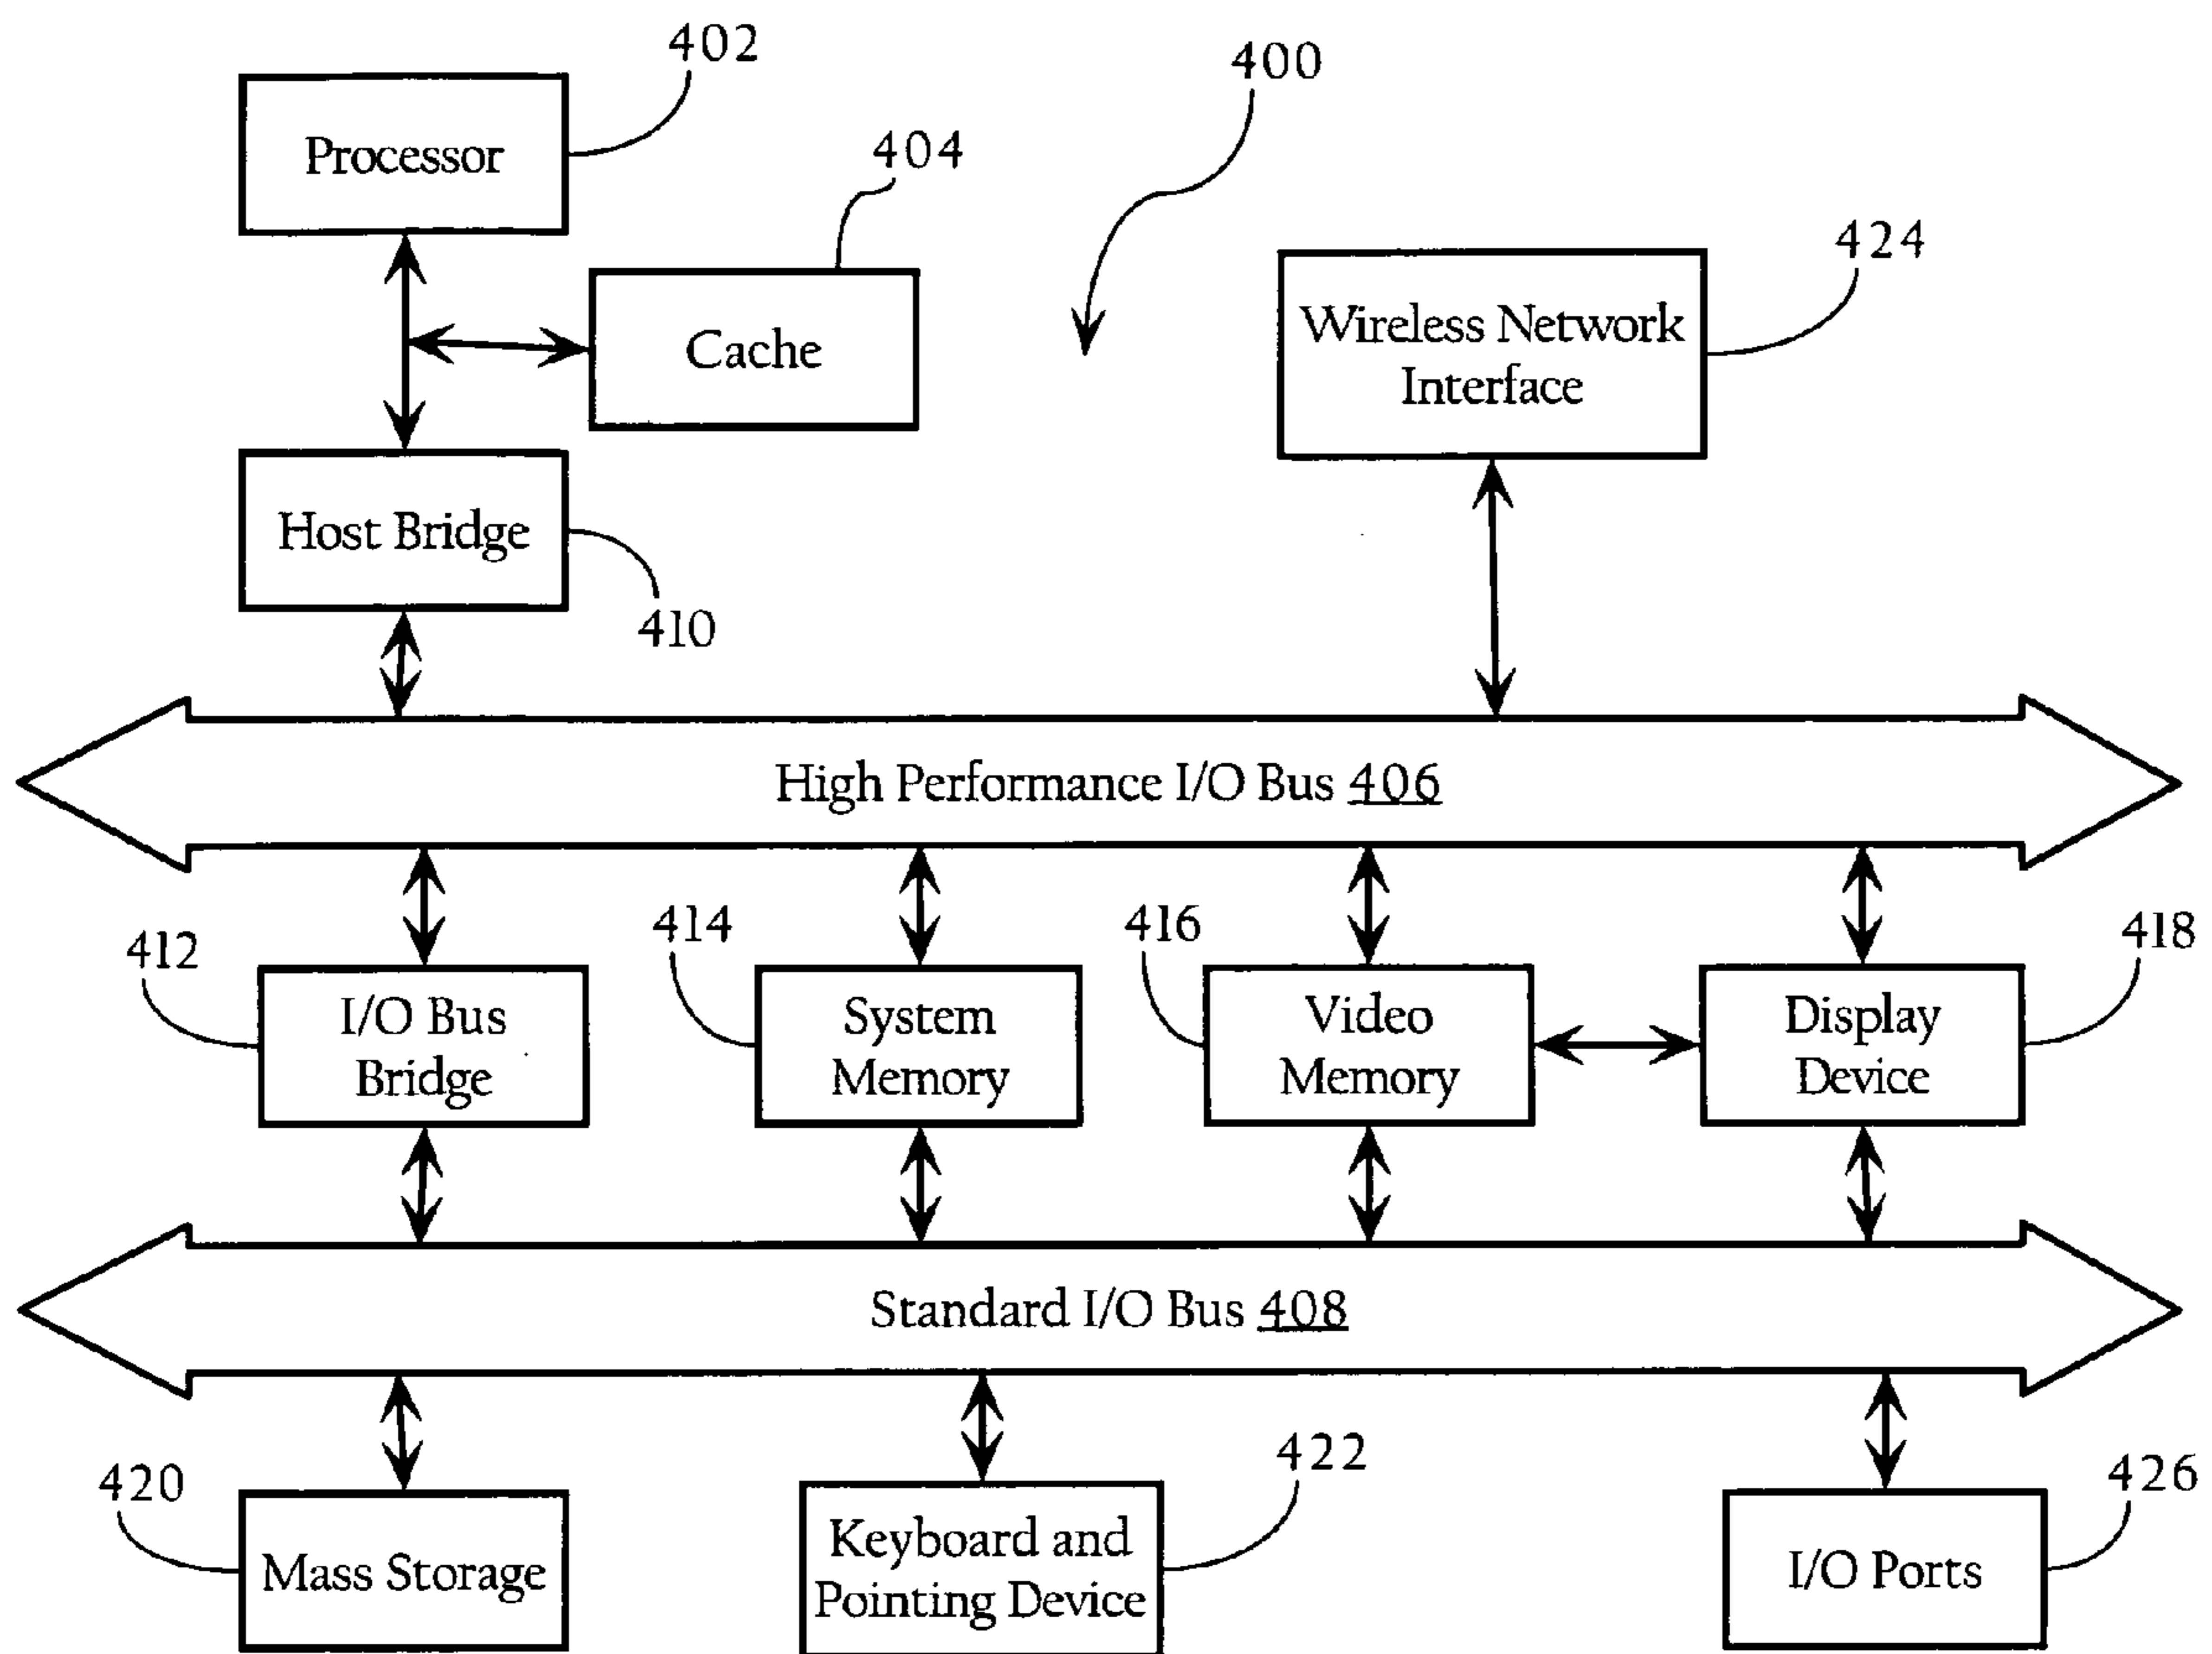 402
400
Processor
404
424
Cache
Wireless Network
Interface
Host Bridge
410
High Performance I/O Bus 406
412
414
416
418
I/O Bus
Bridge
System
Memory
Video
Memory
Display
Device
Standard I/O Bus 408
420
422
426
Mass Storage
Keyboard and
Pointing Device
I/O Ports